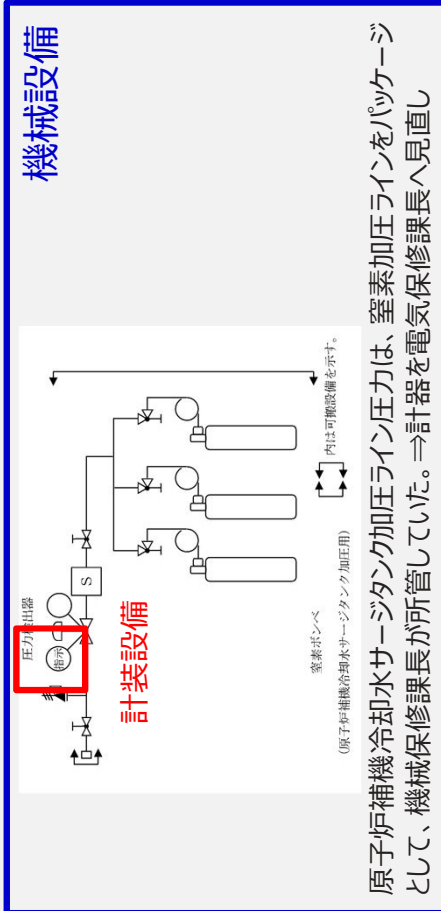 機械設備
圧力検出器
指示
S
計装設備
窒素ボンベ
(原子炉補機冷却水サージタンク加圧用)
内は可搬設備を示す。
原子炉補機冷却水サージタンク加圧ライン圧力は、窒素加圧ラインをパッケージ
として、機械保修課長が所管していた。⇒計器を電気保修課長へ見直し